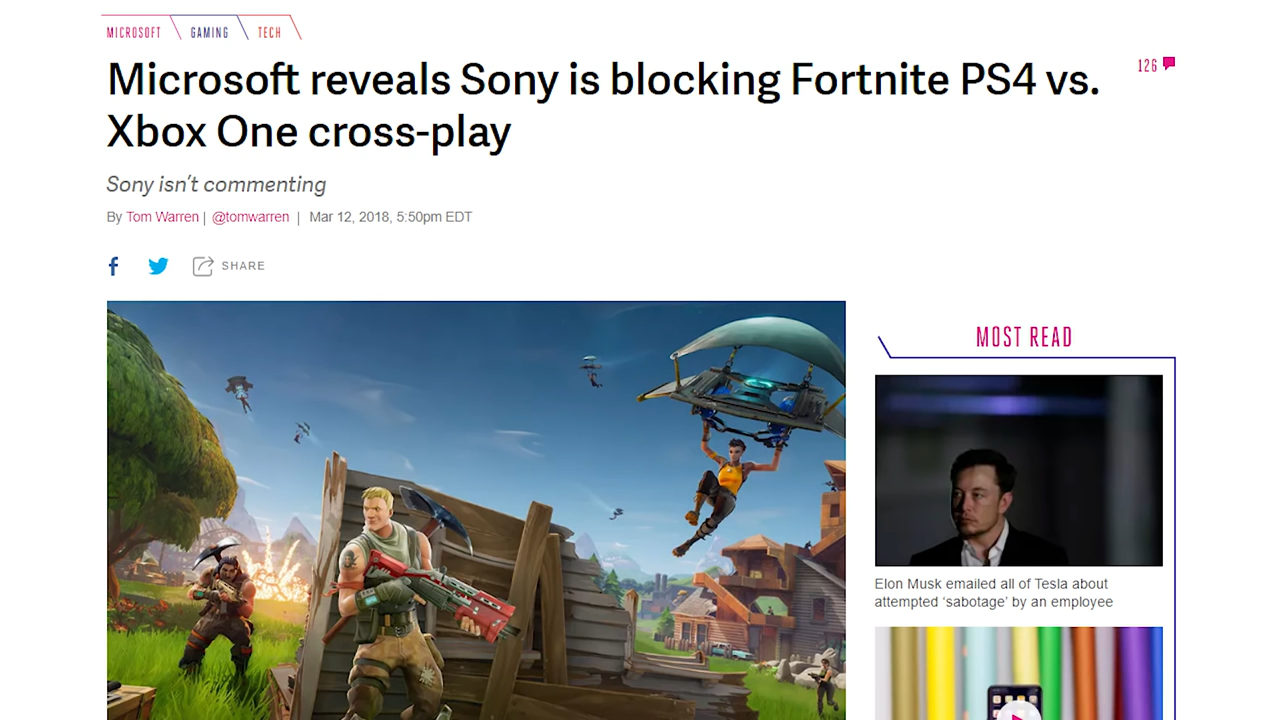 MICROSOFT GAMING TECH
Microsoft reveals Sony is blocking Fortnite PS4 vs.
Xbox One cross-play
126
Sony isn’t commenting
By Tom Warren | @tomwarren | Mar 12, 2018, 5:50pm EDT
f
SHARE
MOST READ
Elon Musk emailed all of Tesla about
attempted ‘sabotage’ by an employee